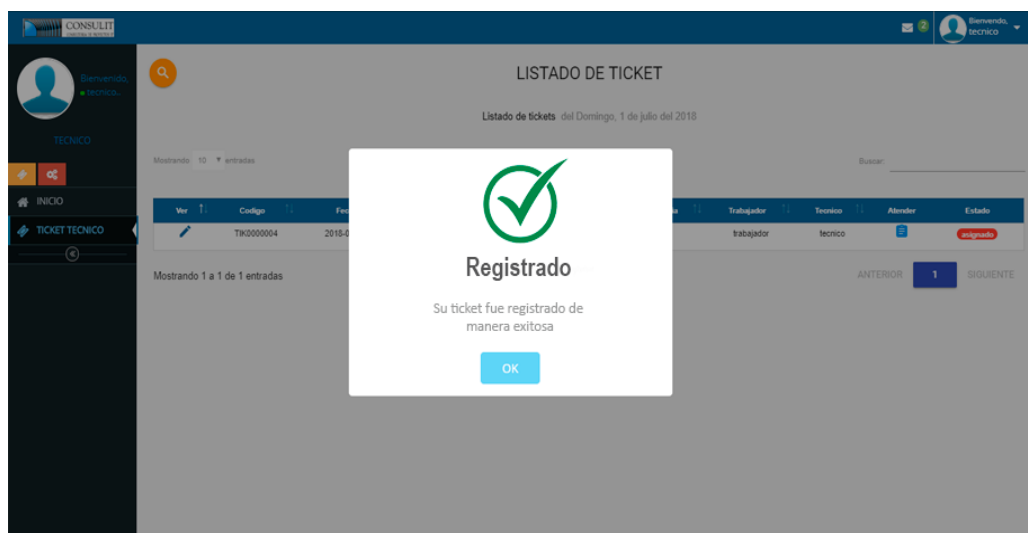 CONSULIT
2
Bienvenido,
tecnico
Bienvenido,
tecnico..
TECNICO
INICIO
TICKET TECNICO
LISTADO DE TICKET
Listado de tickets del Domingo, 1 de julio del 2018
Mostrando 10 entradas
Buscar:
Ver Codigo Fec Trabajador Tecnico Atender Estado
TIK0000004 2018-0 trabajador tecnico asignado
Mostrando 1 a 1 de 1 entradas
ANTERIOR 1 SIGUIENTE
Registrado
Su ticket fue registrado de
manera exitosa
OK